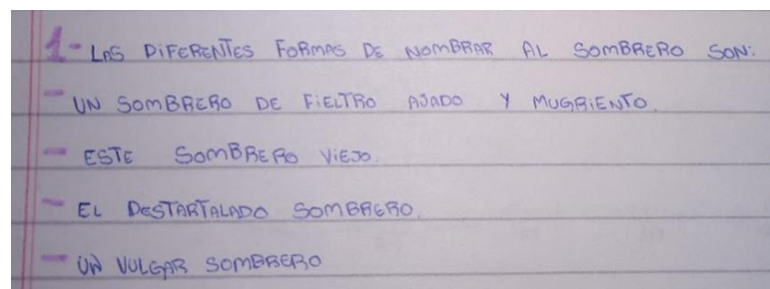 1- LAS DIFERENTES FORMAS DE NOMBRAR AL SOMBRERO SON:
- UN SOMBRERO DE FIELTRO AJADO Y MUGRIENTO.
- ESTE SOMBRERO VIEJO.
- EL DESTARTALADO SOMBRERO.
- UN VULGAR SOMBRERO